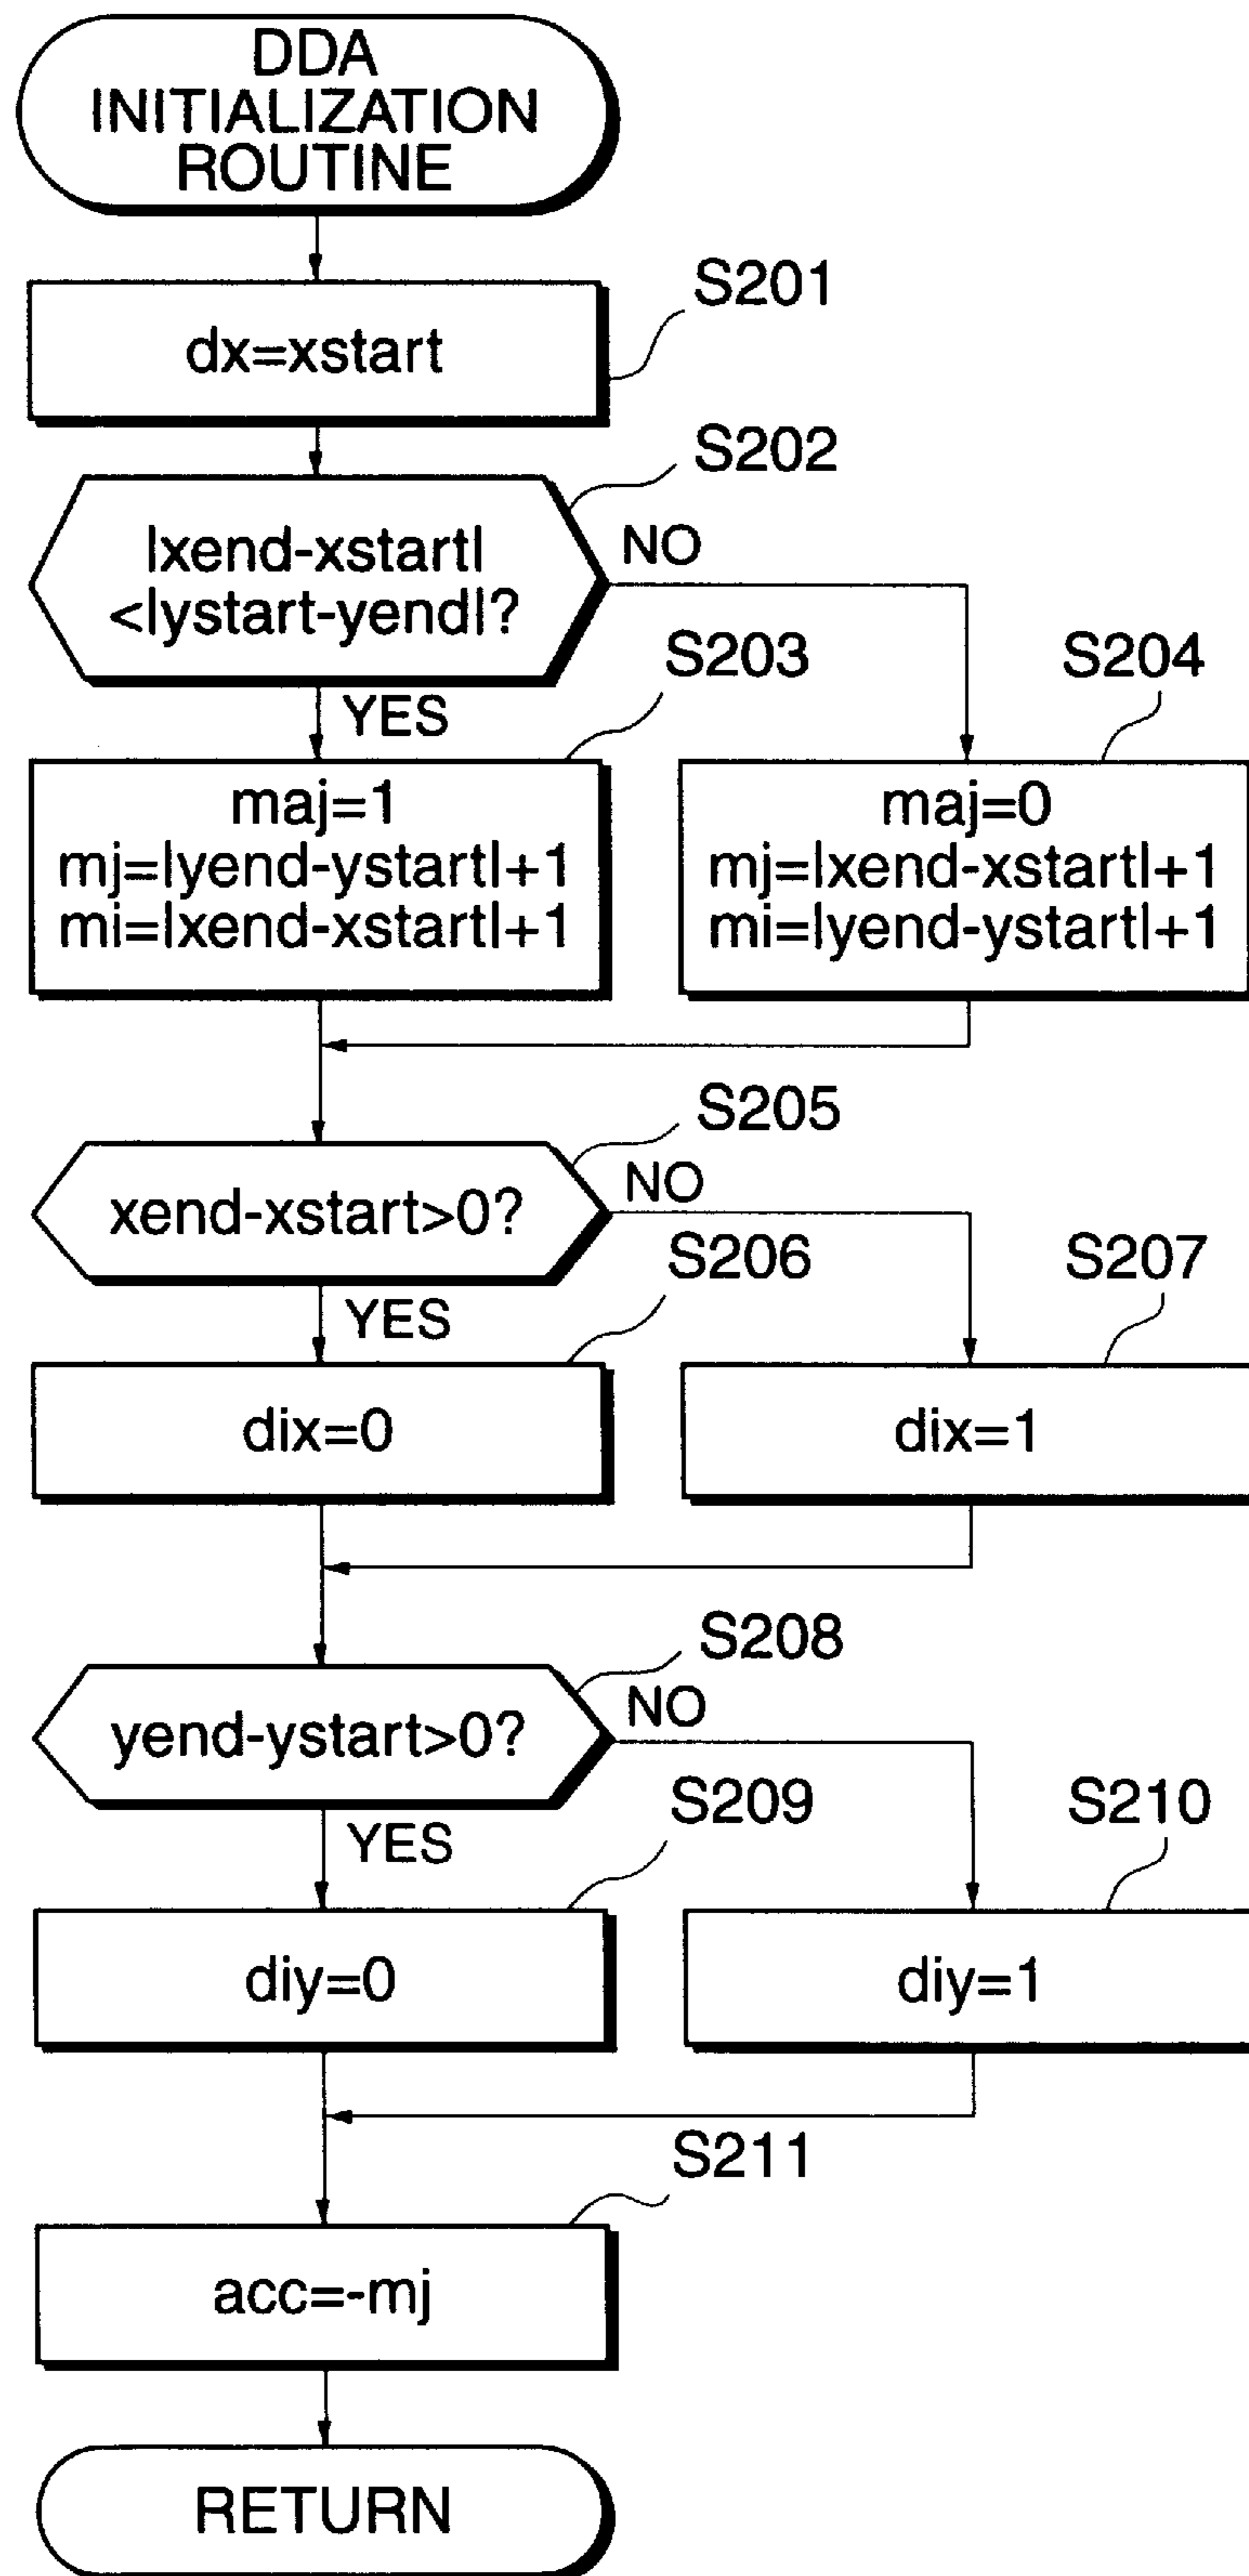 DDA
INITIALIZATION
ROUTINE
S201
dx=xstart
S202
|xend-xstart|
<|ystart-yend|?
NO
YES
S203
maj=1
mj=|yend-ystart|+1
mi=|xend-xstart|+1
S204
maj=0
mj=|xend-xstart|+1
mi=|yend-ystart|+1
S205
xend-xstart>0?
NO
YES
S206
dix=0
S207
dix=1
S208
yend-ystart>0?
NO
YES
S209
diy=0
S210
diy=1
S211
acc=-mj
RETURN